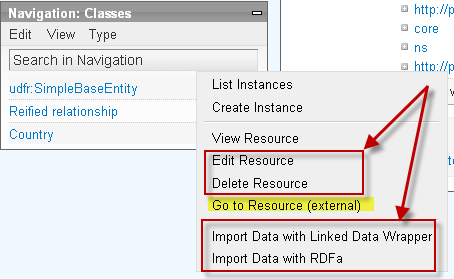 Navigation: Classes
Edit View Type
Search in Navigation
udfr:SimpleBaseEntity
Reified relationship
Country
List Instances
Create Instance
View Resource
Edit Resource
Delete Resource
Go to Resource (external)
Import Data with Linked Data Wrapper
Import Data with RDFa
http://p
core
ns
http://p